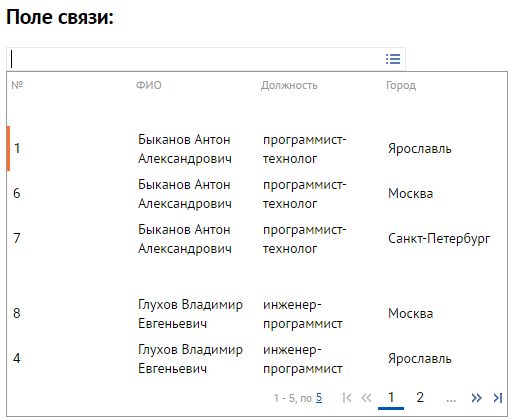 Поле связи:
№ ФИО Должность Город
1 Быканов Антон Александрович программист-технолог Ярославль
6 Быканов Антон Александрович программист-технолог Москва
7 Быканов Антон Александрович программист-технолог Санкт-Петербург
8 Глухов Владимир Евгеньевич инженер-программист Москва
4 Глухов Владимир Евгеньевич инженер-программист Ярославль
1 - 5, по 5 1 2 ...